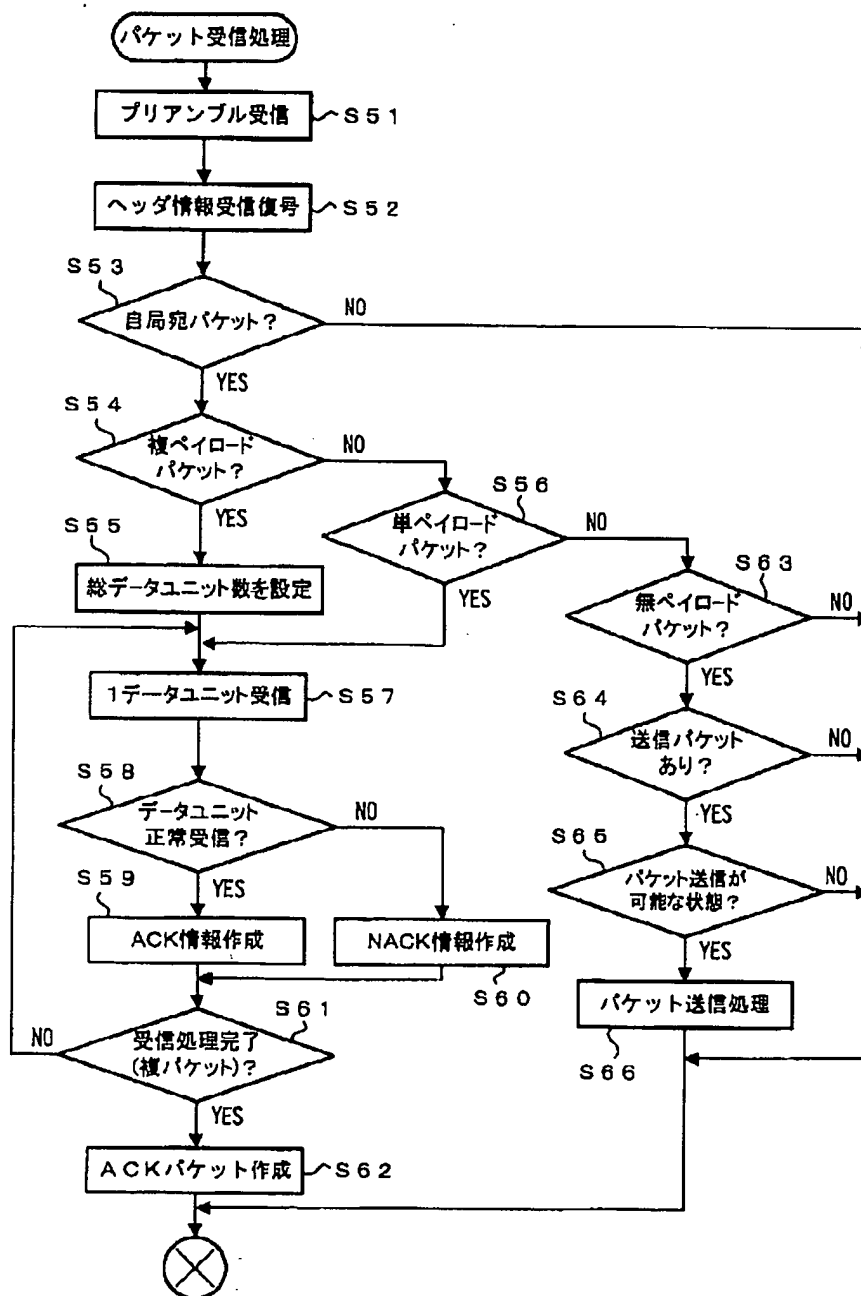 パケット受信処理
プリアンブル受信
S51
ヘッダ情報受信復号
S52
S53
自局宛パケット?
NO
YES
S54
複ペイロード
パケット?
NO
YES
S56
単ペイロード
パケット?
NO
YES
S55
総データユニット数を設定
S63
無ペイロード
パケット?
NO
YES
1データユニット受信
S57
S64
送信パケット
あり?
NO
YES
S58
データユニット
正常受信?
NO
YES
S65
パケット送信が
可能な状態?
NO
YES
S59
ACK情報作成
NACK情報作成
S60
パケット送信処理
S66
S61
受信処理完了
(複パケット)?
NO
YES
ACKパケット作成
S62